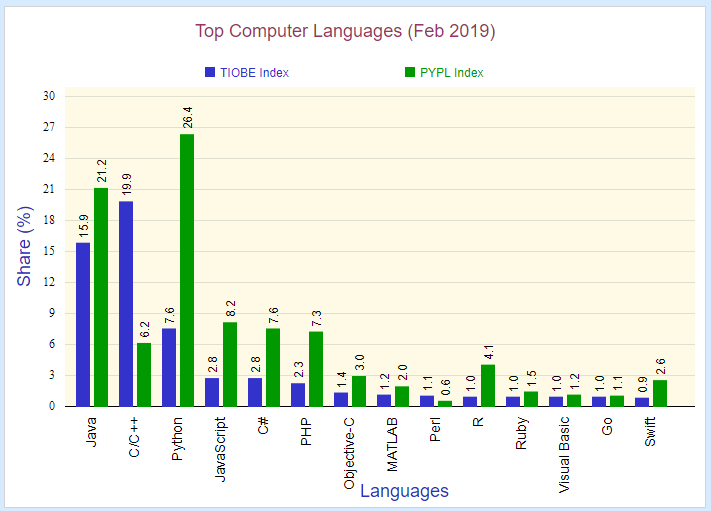 Top Computer Languages (Feb 2019)
TIOBE Index
PYPL Index
Share (%)
30
27
24
21
18
15
12
9
6
3
0
15.9
21.2
19.9
6.2
7.6
26.4
2.8
8.2
2.8
7.6
2.3
7.3
1.4
3.0
1.2
2.0
1.1
0.6
1.0
4.1
1.0
1.5
1.0
1.2
1.0
1.1
0.9
2.6
Java
C/C++
Python
JavaScript
C#
PHP
Objective-C
MATLAB
Perl
R
Ruby
Visual Basic
Go
Swift
Languages